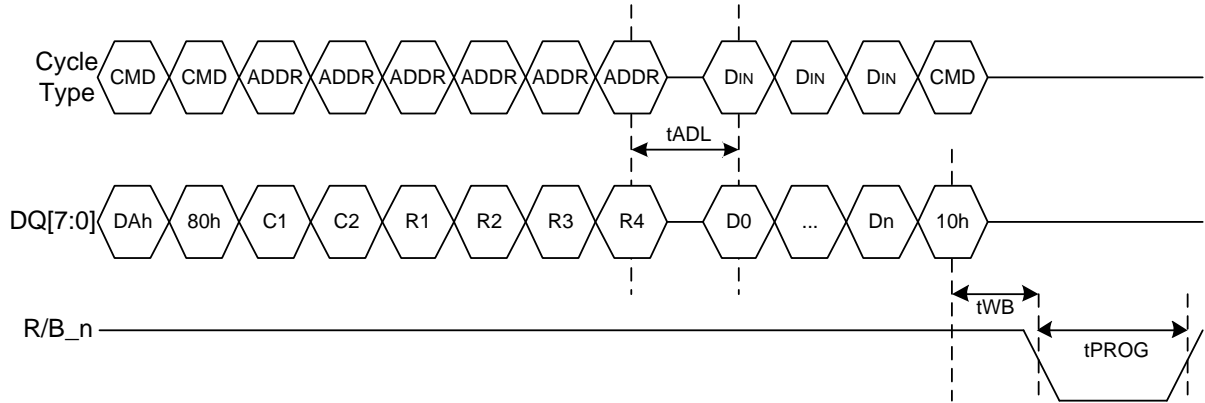 Cycle Type CMD CMD ADDR ADDR ADDR ADDR ADDR ADDR DIN DIN DIN CMD
tADL
DQ[7:0] DAh 80h C1 C2 R1 R2 R3 R4 D0 ... Dn 10h
tWB
R/B_n
tPROG